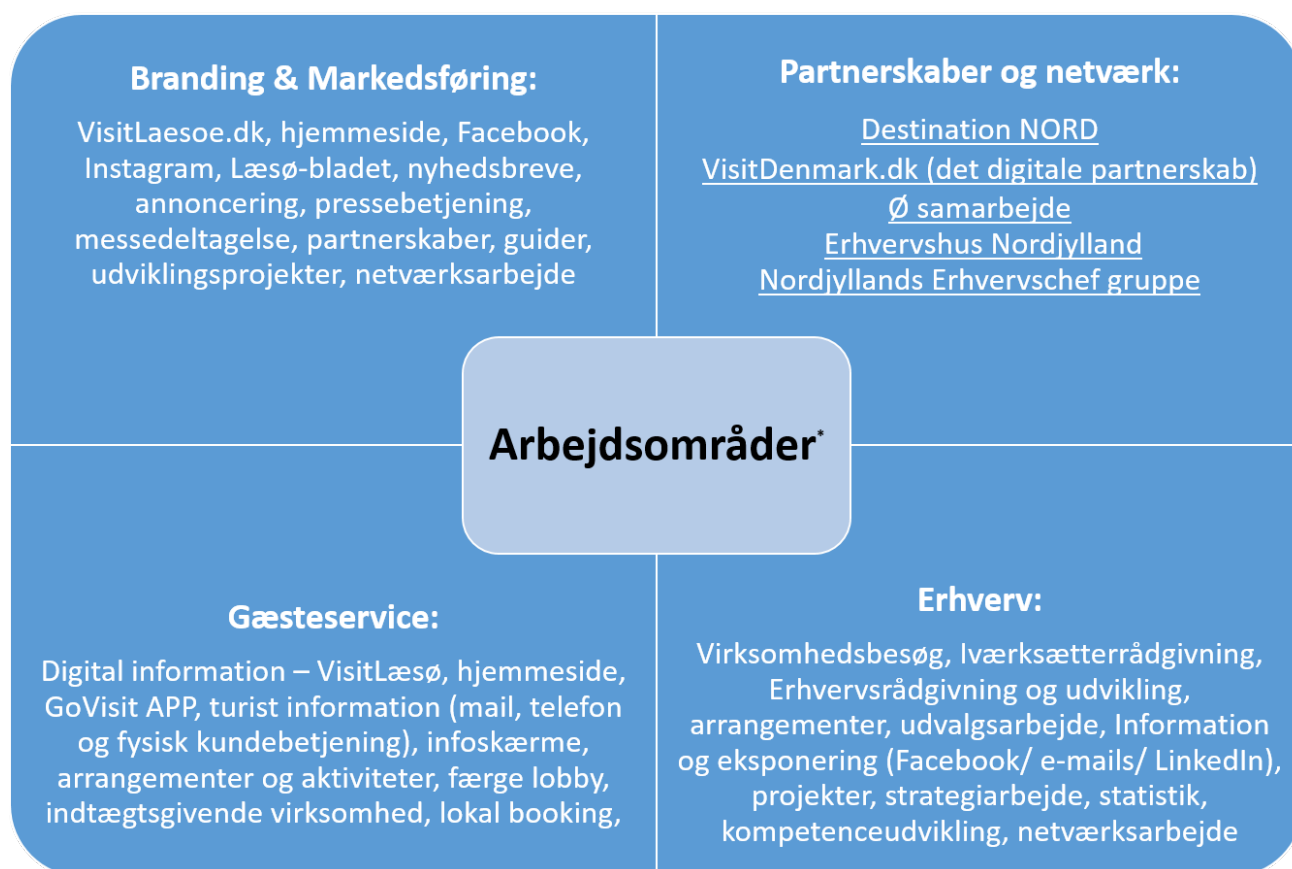 Branding & Markedsføring:
VisitLaesoe.dk, hjemmeside, Facebook,
Instagram, Læsø-bladet, nyhedsbreve,
annoncering, pressebetjening,
messedeltagelse, partnerskaber, guider,
udviklingsprojekter, netværksarbejde
Partnerskaber og netværk:
Destination NORD
VisitDenmark.dk (det digitale partnerskab)
Ø samarbejde
Erhvervshus Nordjylland
Nordjyllands Erhvervschef gruppe
Arbejdsområder*
Gæsteservice:
Digital information – VisitLæsø, hjemmeside,
GoVisit APP, turist information (mail, telefon
og fysisk kundebetjening), infoskærme,
arrangementer og aktiviteter, færge lobby,
indtægtsgivende virksomhed, lokal booking,
Erhverv:
Virksomhedsbesøg, Iværksætterrådgivning,
Erhvervsrådgivning og udvikling,
arrangementer, udvalgsarbejde, Information
og eksponering (Facebook/ e-mails/ LinkedIn),
projekter, strategiarbejde, statistik,
kompetenceudvikling, netværksarbejde